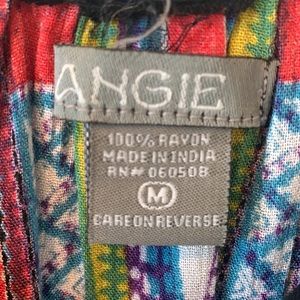 ANGIE
100% RAYON
MADE IN INDIA
RN# 060508
M
CARE ON REVERSE